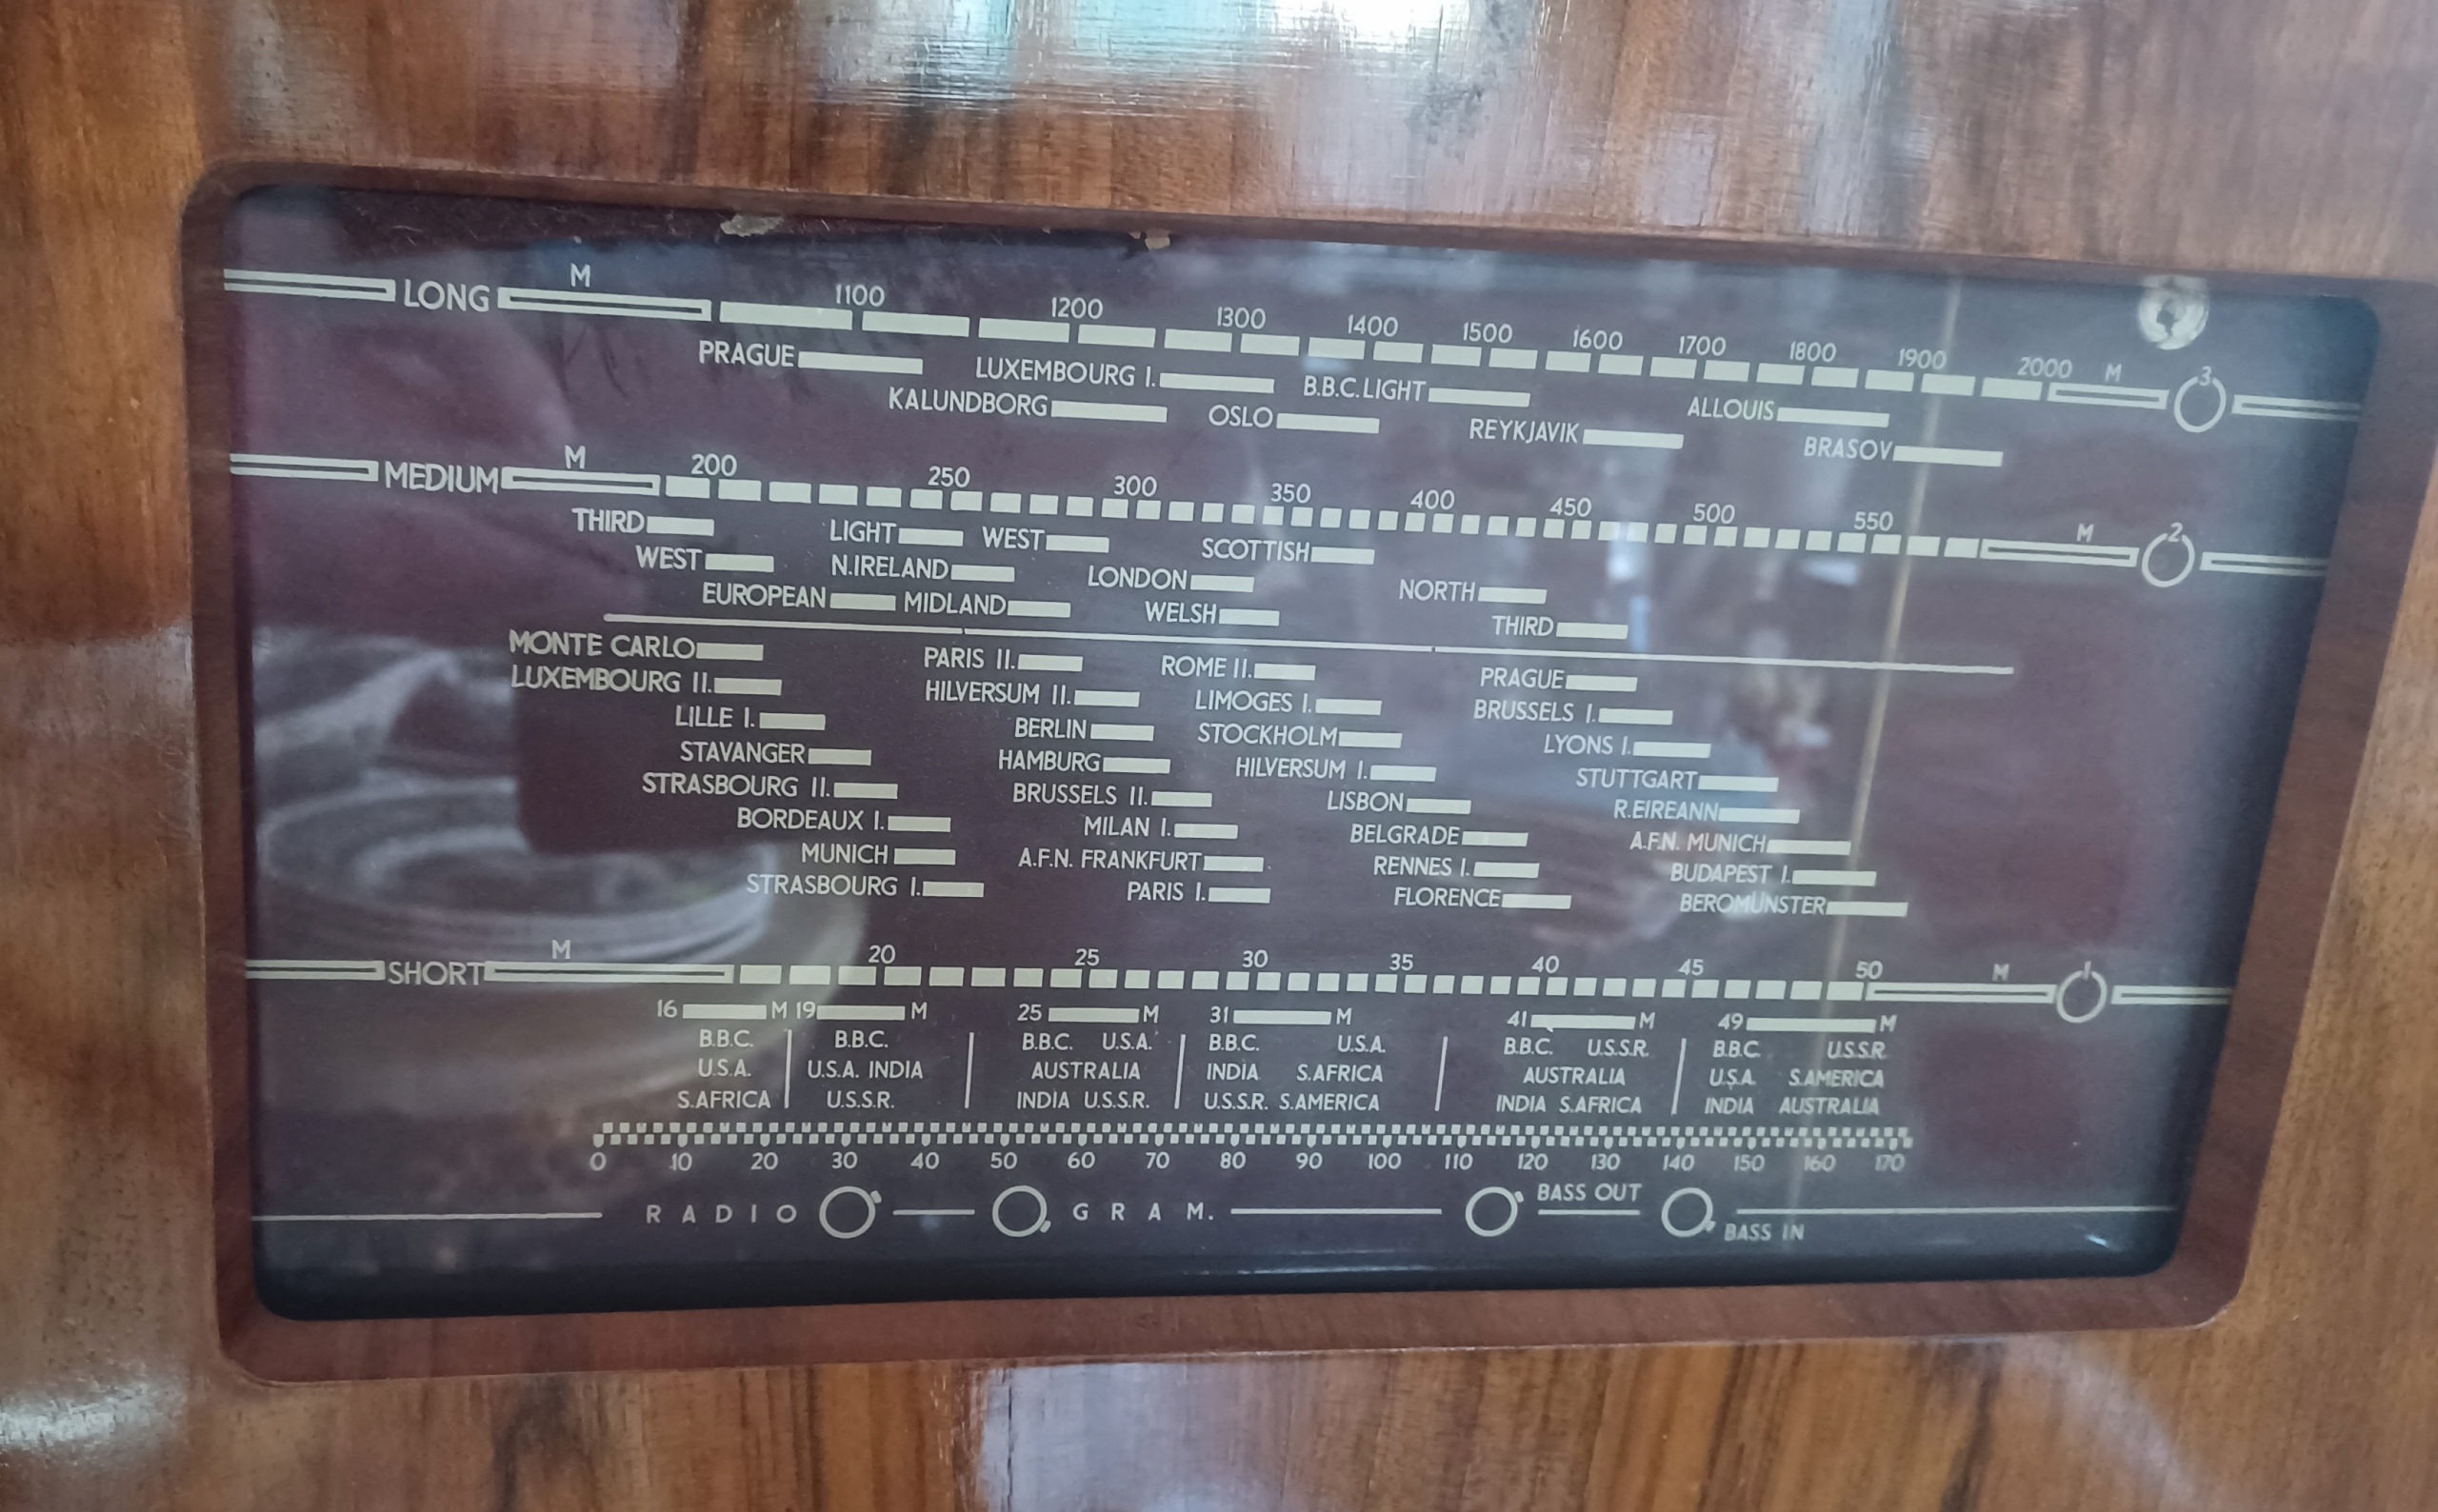 LONG M 1100 1200 1300 1400 1500 1600 1700 1800 1900 2000 M 3
PRAGUE LUXEMBOURG I. B.B.C. LIGHT ALLOUIS
KALUNDBORG OSLO REYKJAVIK BRASOV
MEDIUM M 200 250 300 350 400 450 500 550 M 2
THIRD LIGHT WEST SCOTTISH
WEST N.IRELAND LONDON NORTH
EUROPEAN MIDLAND WELSH THIRD
MONTE CARLO PARIS II. ROME II. PRAGUE
LUXEMBOURG II. HILVERSUM II. LIMOGES I. BRUSSELS I.
LILLE I. BERLIN STOCKHOLM LYONS I.
STAVANGER HAMBURG HILVERSUM I. STUTTGART
STRASBOURG II. BRUSSELS II. LISBON R.EIREANN
BORDEAUX I. MILAN I. BELGRADE A.F.N. MUNICH
MUNICH A.F.N. FRANKFURT RENNES I. BUDAPEST I.
STRASBOURG I. PARIS I. FLORENCE BEROMÜNSTER
SHORT M 20 25 30 35 40 45 50 M 1
16 M 19 M 25 M 31 M 41 M 49 M
B.B.C. B.B.C. B.B.C. U.S.A. B.B.C. U.S.A. B.B.C. U.S.S.R. B.B.C. U.S.S.R.
U.S.A. U.S.A. INDIA AUSTRALIA INDIA S.AFRICA AUSTRALIA U.S.A. S.AMERICA
S.AFRICA U.S.S.R. INDIA U.S.S.R. U.S.S.R. S.AMERICA INDIA S.AFRICA INDIA AUSTRALIA
0 10 20 30 40 50 60 70 80 90 100 110 120 130 140 150 160 170
RADIO GRAM. BASS OUT
BASS IN